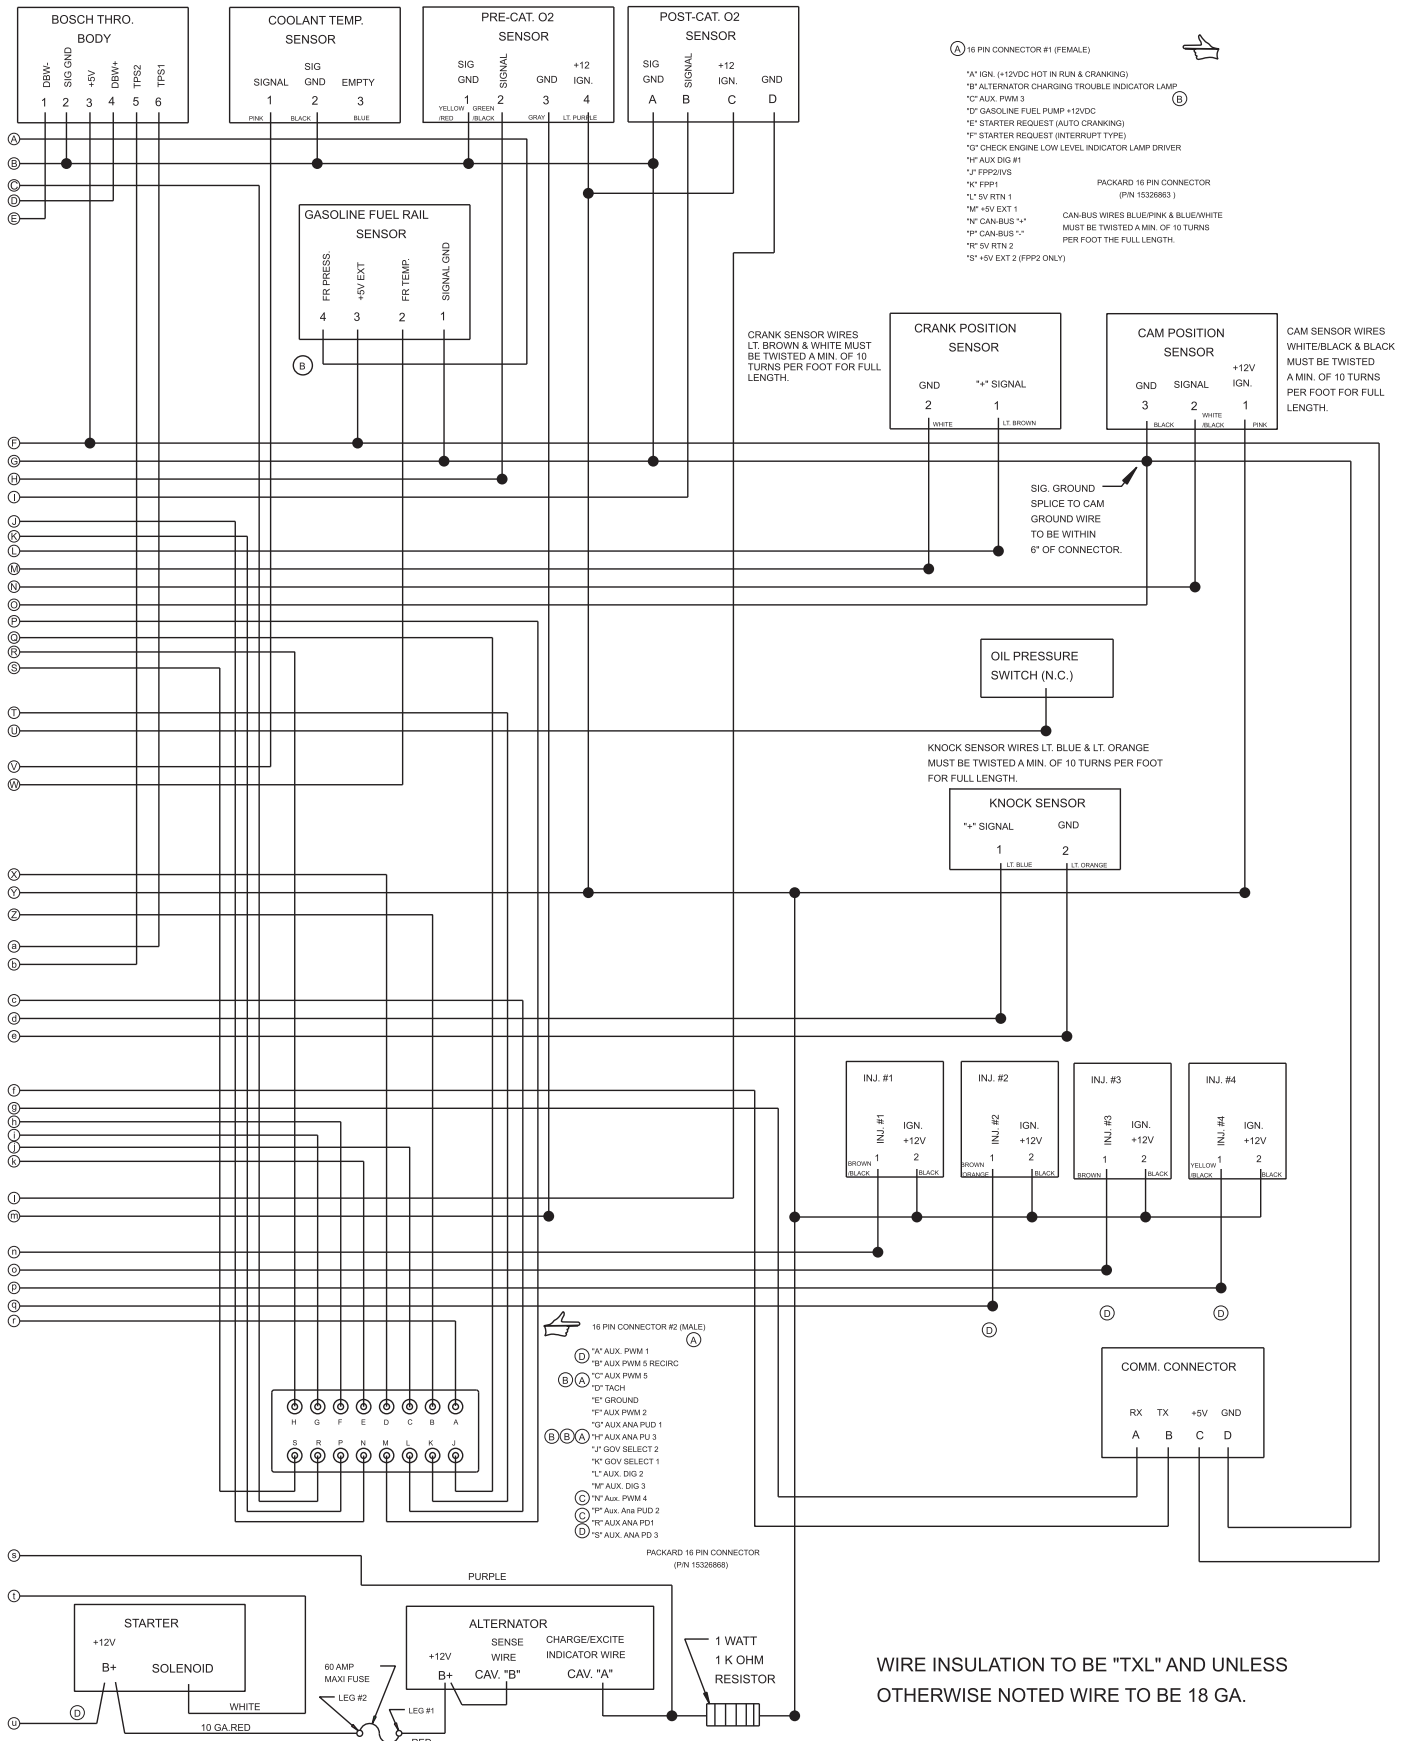 BOSCH THRO.
BODY
DBW-
SIG GND
+5V
DBW+
TPS2
TPS1
1 2 3 4 5 6
COOLANT TEMP.
SENSOR
SIG
SIGNAL GND EMPTY
1 2 3
PINK BLACK BLUE
PRE-CAT. O2
SENSOR
SIG +12
GND SIGNAL GND IGN.
1 2 3 4
YELLOW GREEN
/RED /BLACK GRAY LT. PURPLE
POST-CAT. O2
SENSOR
SIG +12
GND SIGNAL IGN. GND
A B C D
A 16 PIN CONNECTOR #1 (FEMALE)
"A" IGN. (+12VDC HOT IN RUN & CRANKING)
"B" ALTERNATOR CHARGING TROUBLE INDICATOR LAMP
"C" AUX. PWM 3
B
"D" GASOLINE FUEL PUMP +12VDC
"E" STARTER REQUEST (AUTO CRANKING)
"F" STARTER REQUEST (INTERRUPT TYPE)
"G" CHECK ENGINE LOW LEVEL INDICATOR LAMP DRIVER
"H" AUX DIG #1
"J" FPP2/IVS
"K" FPP1
"L" 5V RTN 1
"M" +5V EXT 1
"N" CAN-BUS "+"
"P" CAN-BUS "-"
"R" 5V RTN 2
"S" +5V EXT 2 (FPP2 ONLY)
PACKARD 16 PIN CONNECTOR
(P/N 15326863 )
CAN-BUS WIRES BLUE/PINK & BLUE/WHITE
MUST BE TWISTED A MIN. OF 10 TURNS
PER FOOT THE FULL LENGTH.
A
B
C
D
E
GASOLINE FUEL RAIL
SENSOR
FR PRESS.
+5V EXT
FR TEMP.
SIGNAL GND
4 3 2 1
B
CRANK SENSOR WIRES
LT. BROWN & WHITE MUST
BE TWISTED A MIN. OF 10
TURNS PER FOOT FOR FULL
LENGTH.
CRANK POSITION
SENSOR
GND "+" SIGNAL
2 1
WHITE LT. BROWN
CAM POSITION
SENSOR
+12V
GND SIGNAL IGN.
3 2 1
WHITE
BLACK /BLACK PINK
CAM SENSOR WIRES
WHITE/BLACK & BLACK
MUST BE TWISTED
A MIN. OF 10 TURNS
PER FOOT FOR FULL
LENGTH.
F
G
H
I
J
K
L
M
N
O
P
Q
R
S
T
U
V
W
SIG. GROUND
SPLICE TO CAM
GROUND WIRE
TO BE WITHIN
6" OF CONNECTOR.
OIL PRESSURE
SWITCH (N.C.)
KNOCK SENSOR WIRES LT. BLUE & LT. ORANGE
MUST BE TWISTED A MIN. OF 10 TURNS PER FOOT
FOR FULL LENGTH.
KNOCK SENSOR
"+" SIGNAL GND
1 2
LT. BLUE LT. ORANGE
X
Y
Z
a
b
c
d
e
f
g
h
i
j
k
l
m
n
o
p
q
r
INJ. #1
INJ. #1
IGN.
+12V
1 2
BROWN
/BLACK BLACK
INJ. #2
INJ. #2
IGN.
+12V
1 2
BROWN
ORANGE BLACK
INJ. #3
INJ. #3
IGN.
+12V
1 2
BROWN BLACK
INJ. #4
INJ. #4
IGN.
+12V
1 2
YELLOW
/BLACK BLACK
D
D
D
16 PIN CONNECTOR #2 (MALE)
A
D "A" AUX. PWM 1
"B" AUX PWM 5 RECIRC
B A "C" AUX PWM 5
"D" TACH
"E" GROUND
"F" AUX PWM 2
"G" AUX ANA PUD 1
B B A "H" AUX ANA PU 3
"J" GOV SELECT 2
"K" GOV SELECT 1
"L" AUX. DIG 2
"M" AUX. DIG 3
C "N" Aux. PWM 4
C "P" Aux. Ana PUD 2
"R" AUX ANA PD1
D "S" AUX. ANA PD 3
PACKARD 16 PIN CONNECTOR
(P/N 15326868)
H G F E D C B A
S R P N M L K J
COMM. CONNECTOR
RX TX +5V GND
A B C D
s
t
u
PURPLE
STARTER
+12V
B+ SOLENOID
D
WHITE
10 GA.RED
60 AMP
MAXI FUSE
LEG #2
LEG #1
RED
ALTERNATOR
SENSE CHARGE/EXCITE
+12V WIRE INDICATOR WIRE
B+ CAV. "B" CAV. "A"
1 WATT
1 K OHM
RESISTOR
WIRE INSULATION TO BE "TXL" AND UNLESS
OTHERWISE NOTED WIRE TO BE 18 GA.